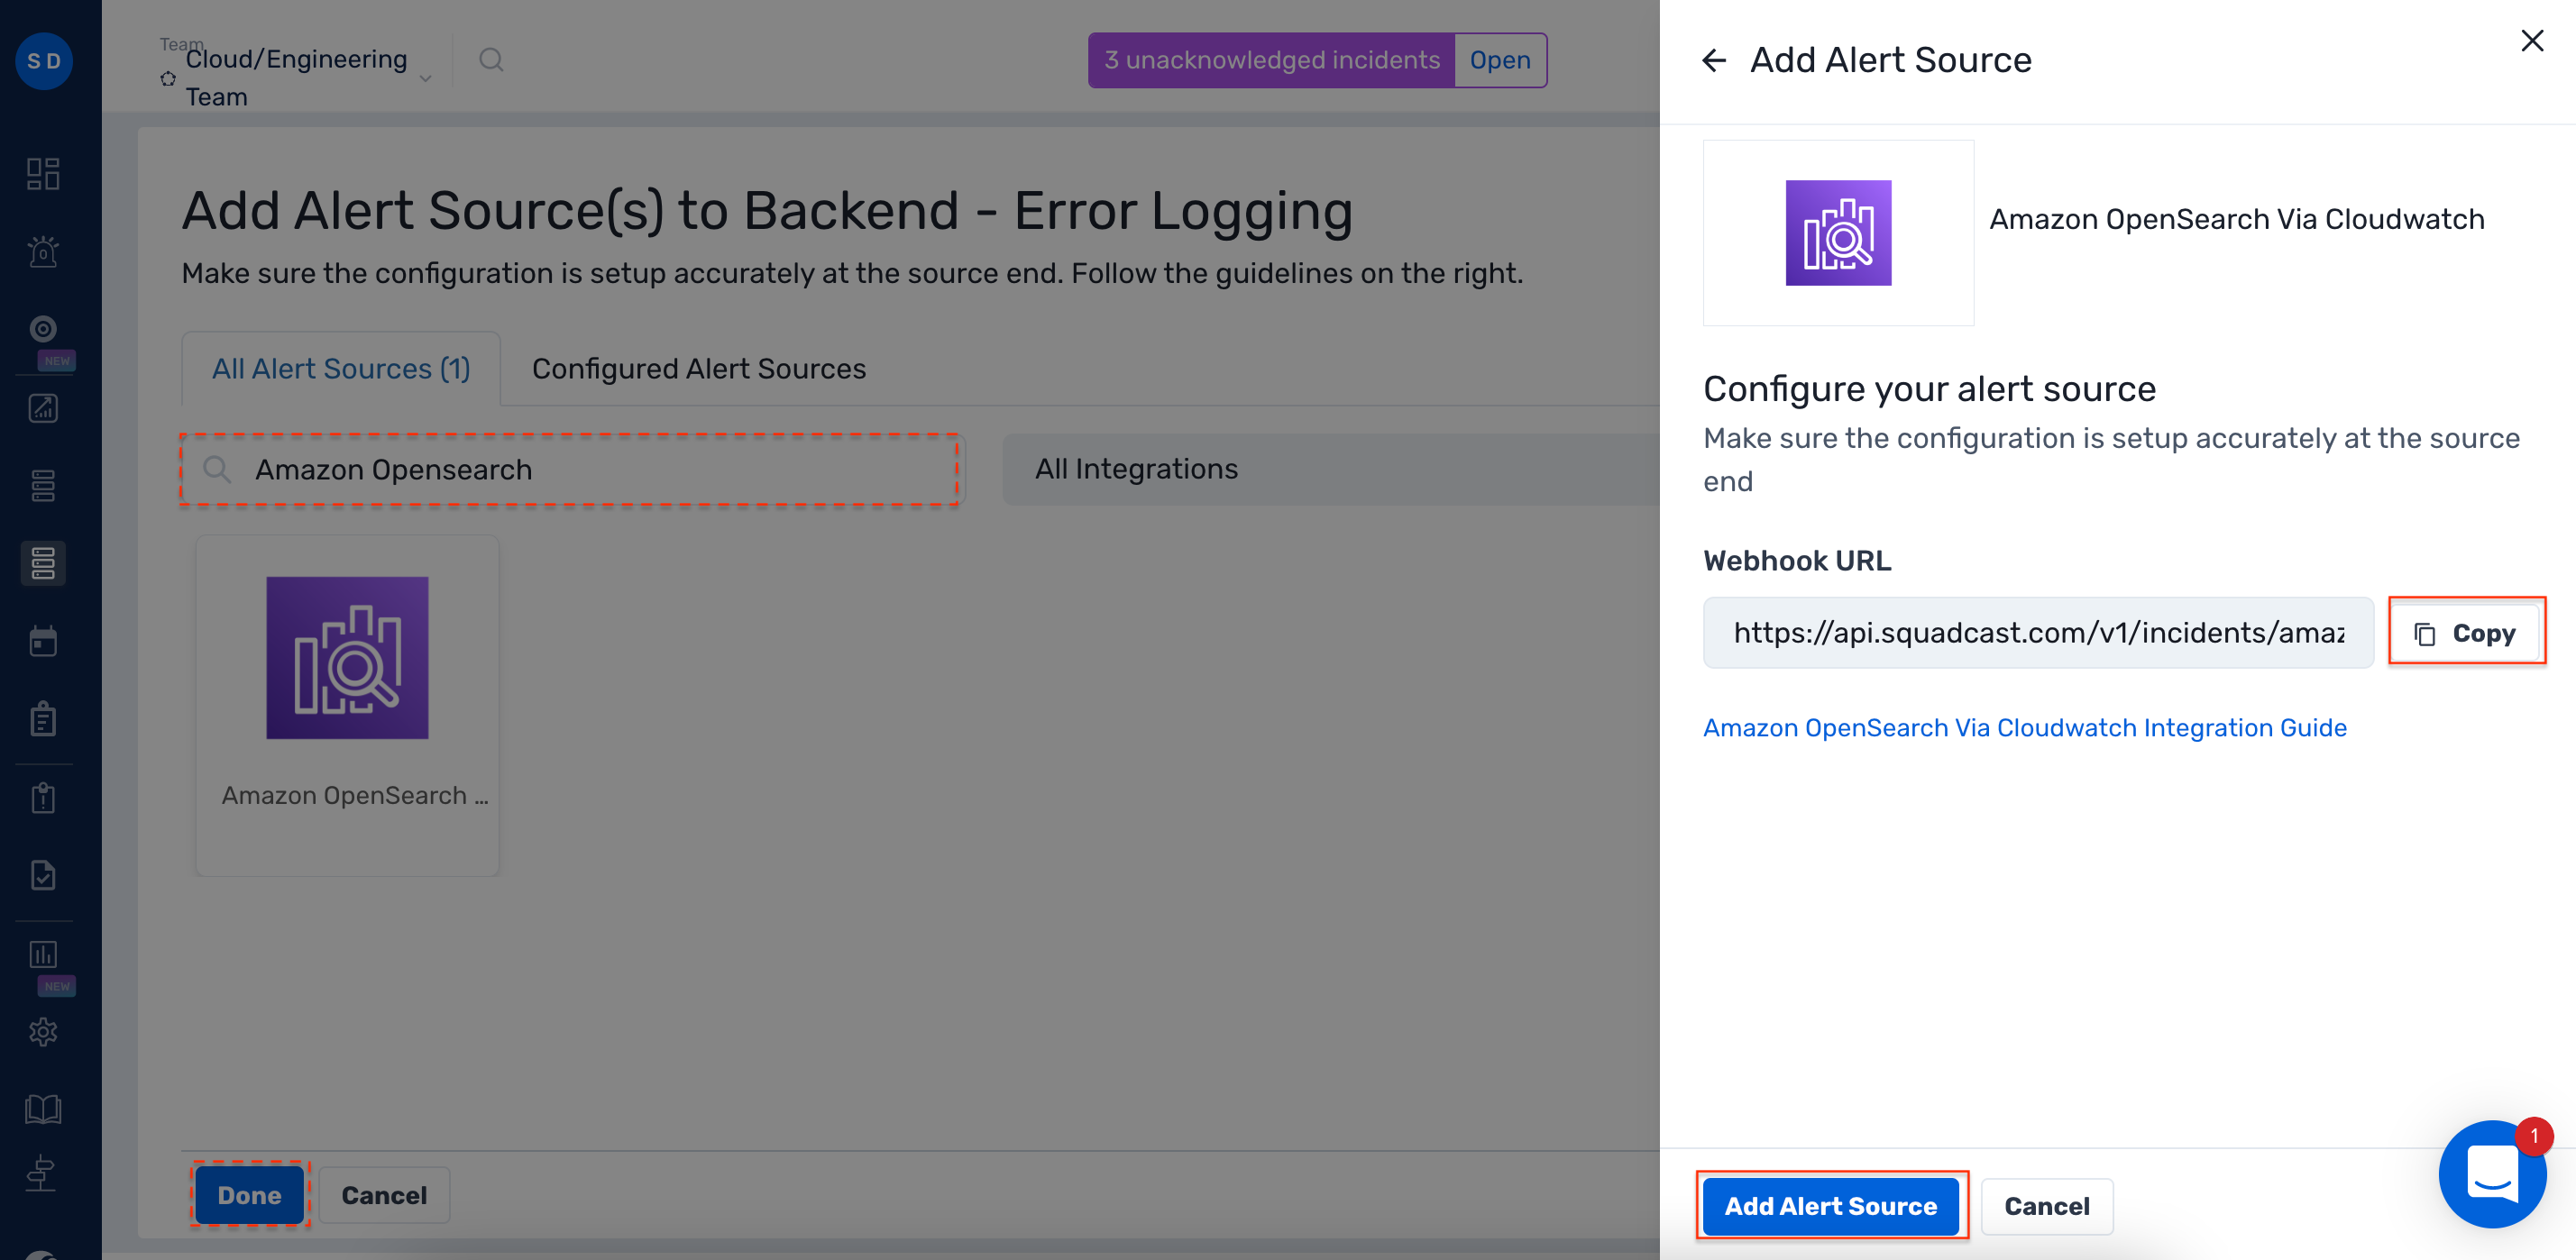 S D
Team
Cloud/Engineering
Team
3 unacknowledged incidents
Open
Add Alert Source(s) to Backend - Error Logging
Make sure the configuration is setup accurately at the source end. Follow the guidelines on the right.
All Alert Sources (1)
Configured Alert Sources
Amazon Opensearch
All Integrations
Amazon OpenSearch ...
Done
Cancel
NEW
NEW
Add Alert Source
Amazon OpenSearch Via Cloudwatch
Configure your alert source
Make sure the configuration is setup accurately at the source
end
Webhook URL
https://api.squadcast.com/v1/incidents/amaz
Copy
Amazon OpenSearch Via Cloudwatch Integration Guide
1
Add Alert Source
Cancel